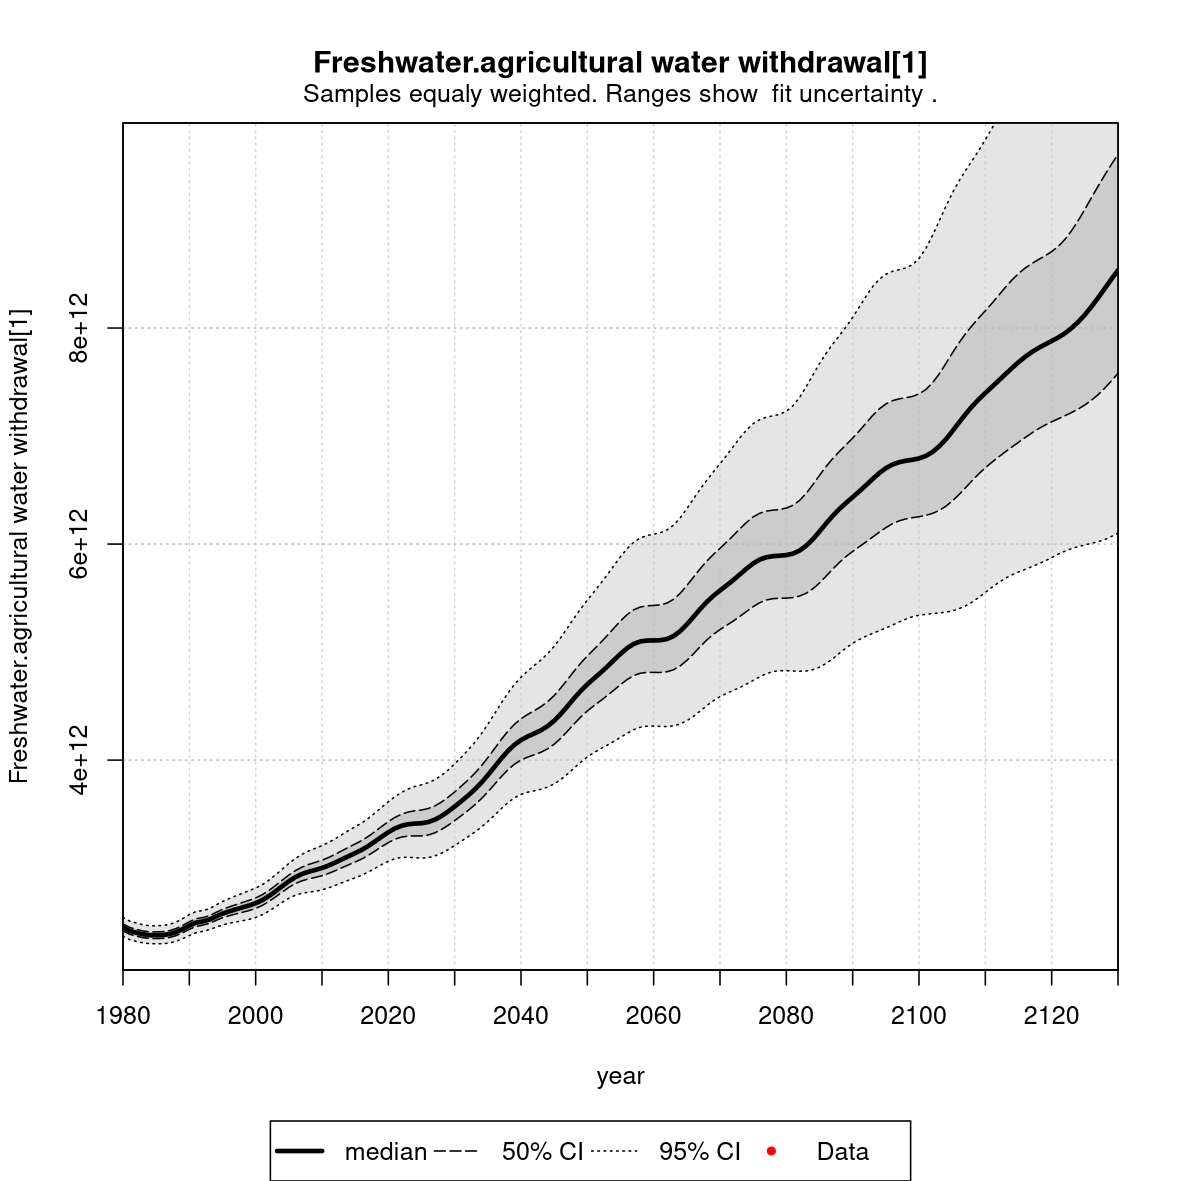 Freshwater.agricultural water withdrawal[1]
Samples equaly weighted. Ranges show  fit uncertainty .
Freshwater.agricultural water withdrawal[1]
8e+12
6e+12
4e+12
1980 2000 2020 2040 2060 2080 2100 2120
year
median 50% CI 95% CI Data